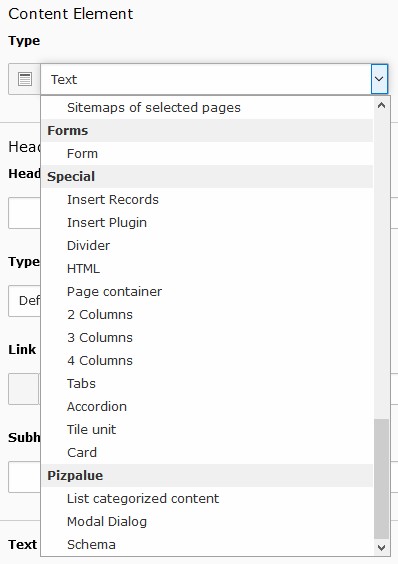 Content Element
Type
Text
Sitemaps of selected pages
Forms
Form
Special
Insert Records
Insert Plugin
Divider
HTML
Page container
2 Columns
3 Columns
4 Columns
Tabs
Accordion
Tile unit
Card
Pizpalue
List categorized content
Modal Dialog
Schema
Head
Head
Type
Def
Link
Subh
Text